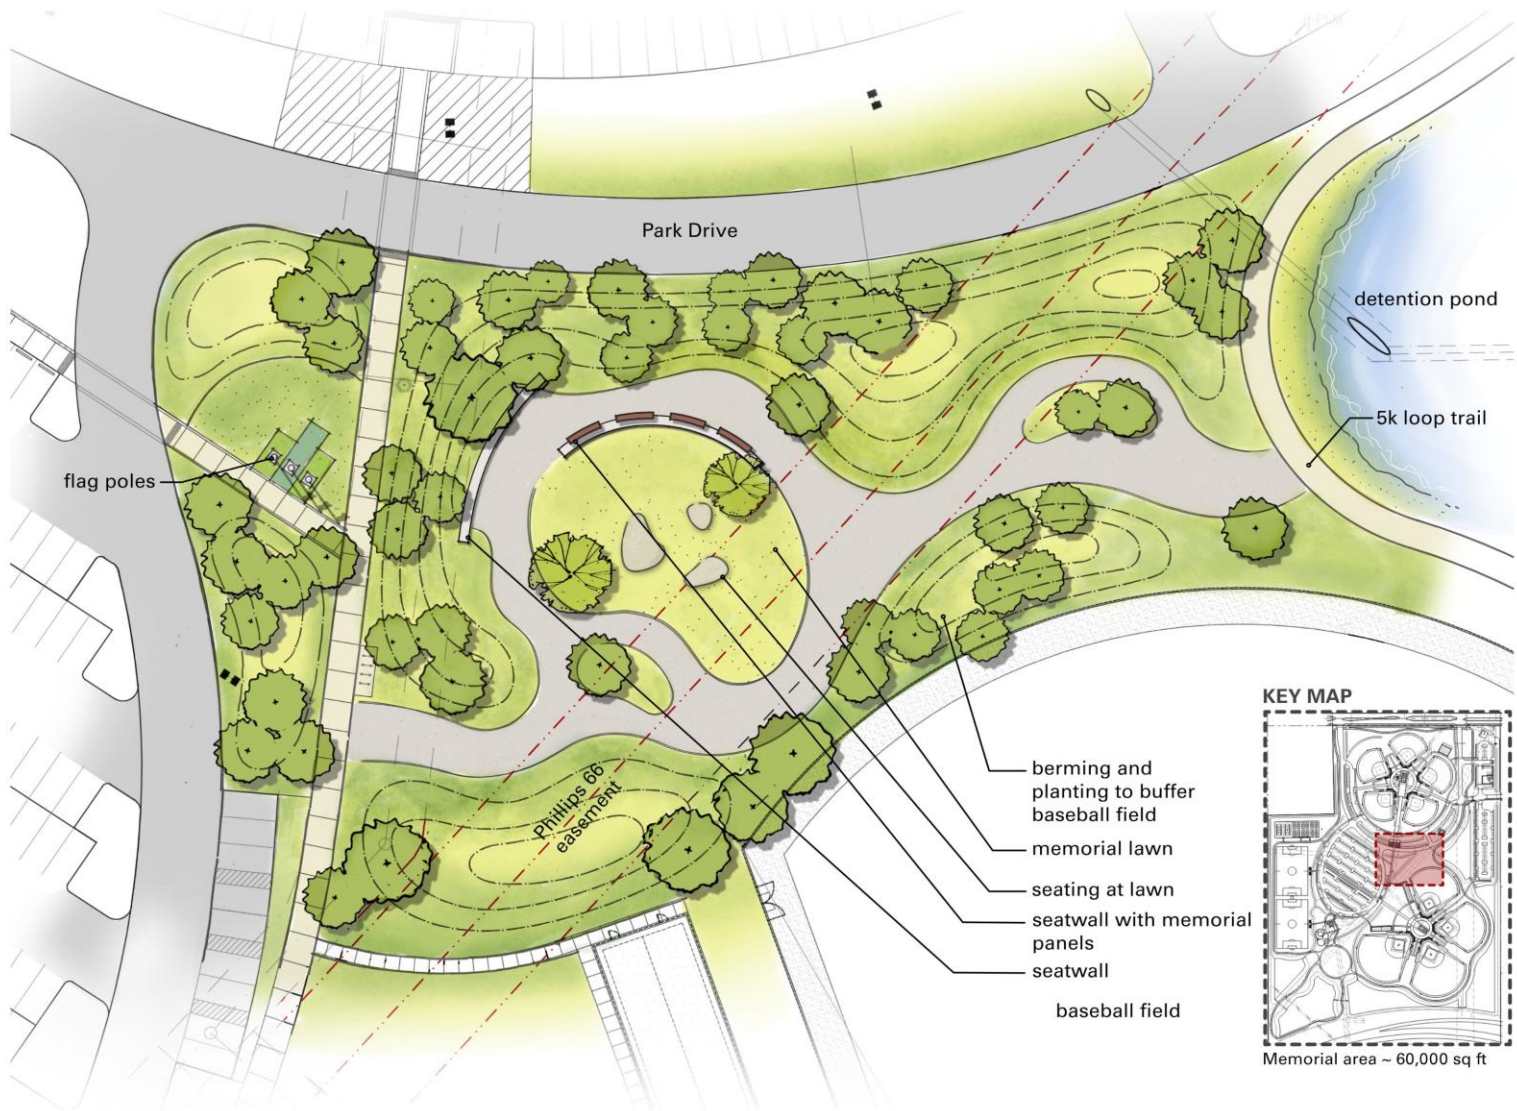 Park Drive
detention pond
5k loop trail
flag poles
Phillips 66
easement
berming and
planting to buffer
baseball field
memorial lawn
seating at lawn
seatwall with memorial
panels
seatwall
baseball field
KEY MAP
Memorial area ~ 60,000 sq ft